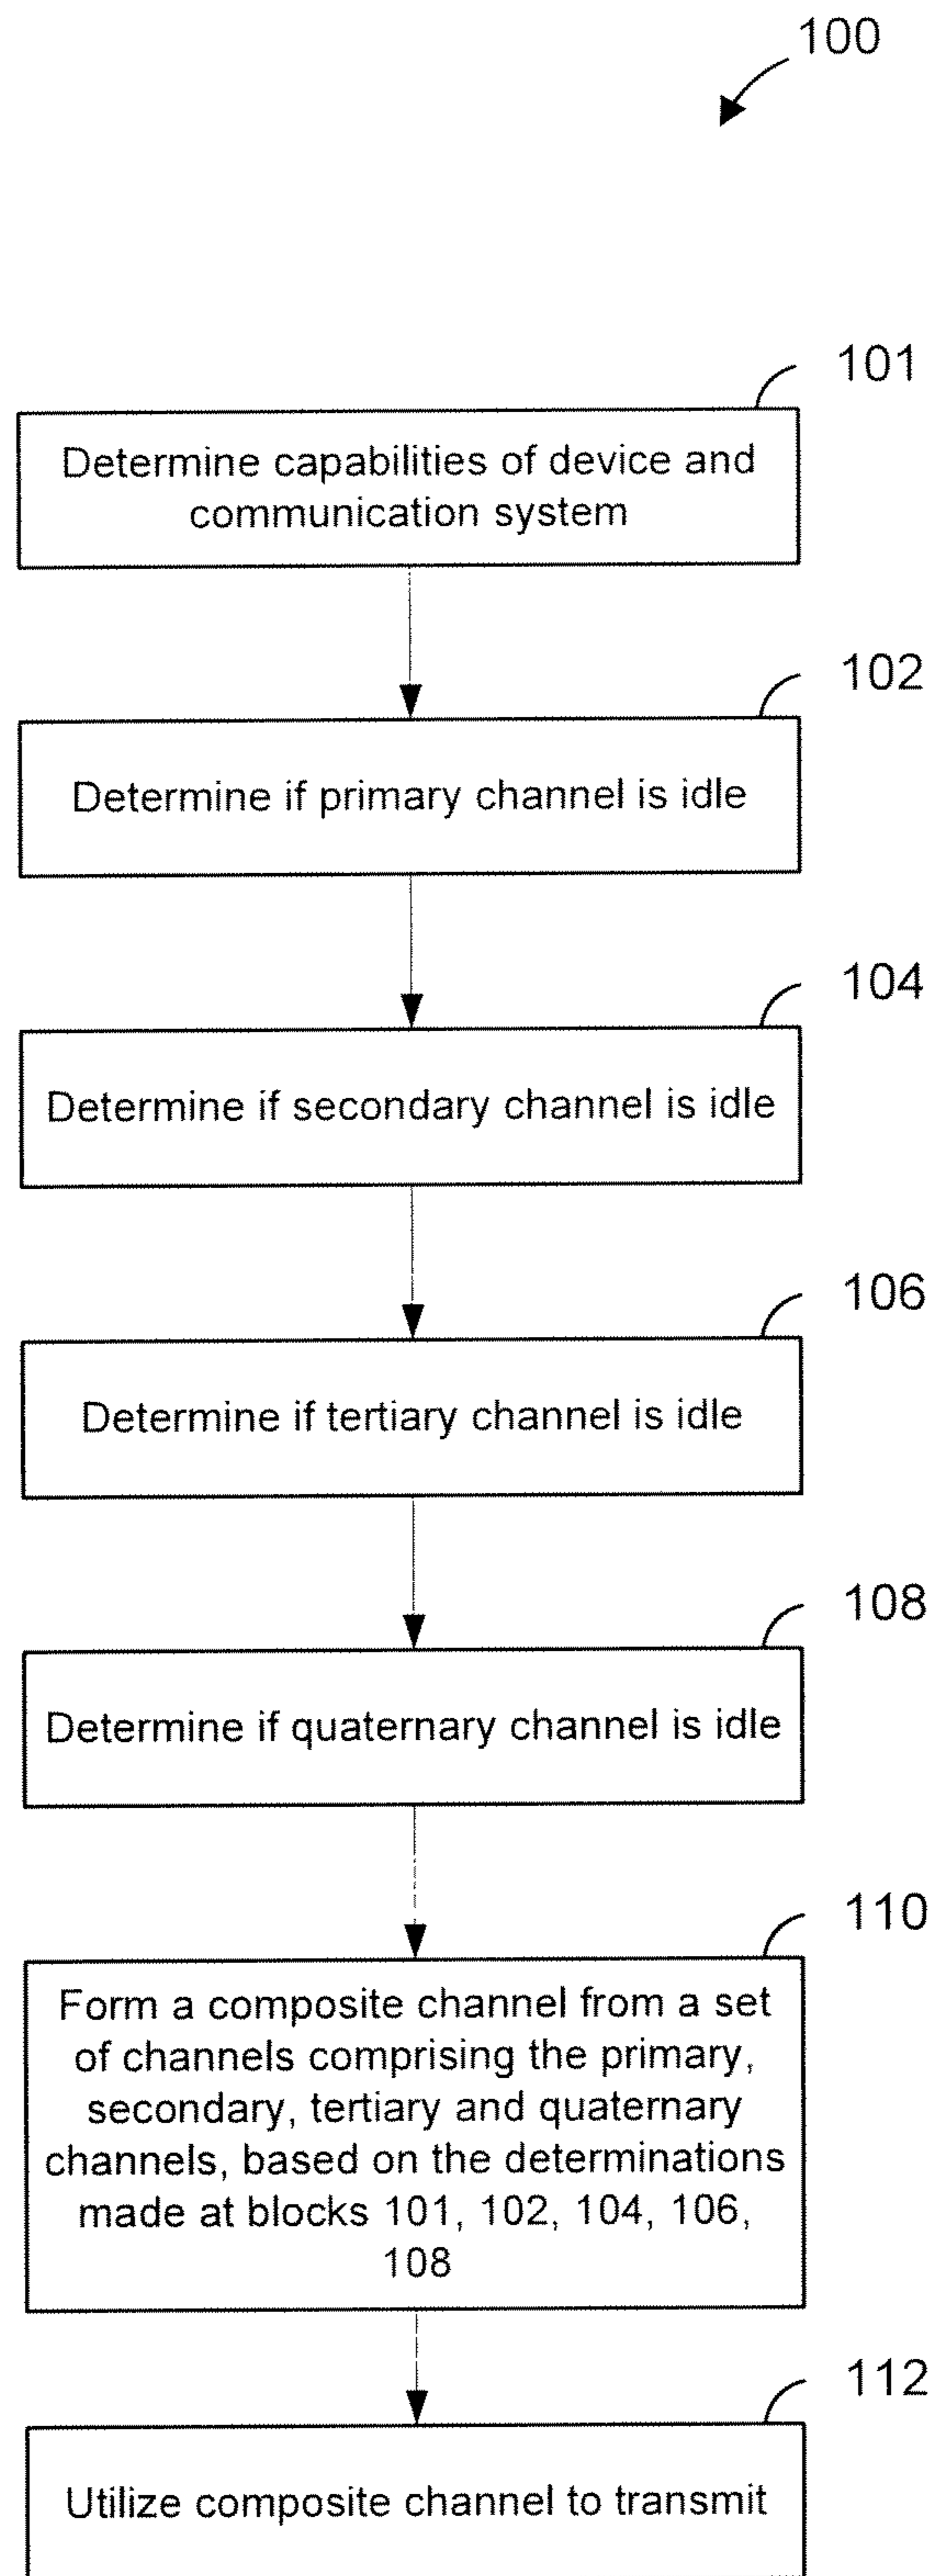 100
101
Determine capabilities of device and
communication system
102
Determine if primary channel is idle
104
Determine if secondary channel is idle
106
Determine if tertiary channel is idle
108
Determine if quaternary channel is idle
110
Form a composite channel from a set
of channels comprising the primary,
secondary, tertiary and quaternary
channels, based on the determinations
made at blocks 101, 102, 104, 106,
108
112
Utilize composite channel to transmit